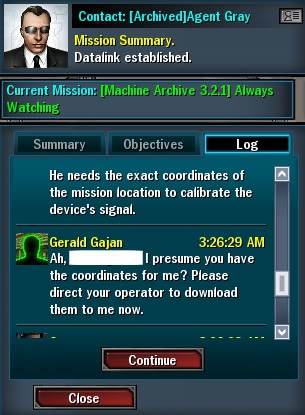 Contact: [Archived]Agent Gray
Mission Summary.
Datalink established.
Current Mission: [Machine Archive 3.2.1] Always
Watching
Summary
Objectives
Log
He needs the exact coordinates
of the mission location to calibrate
the device's signal.
Gerald Gajan 3:26:29 AM
Ah, I presume you have
the coordinates for me? Please
direct your operator to download
them to me now.
Continue
Close